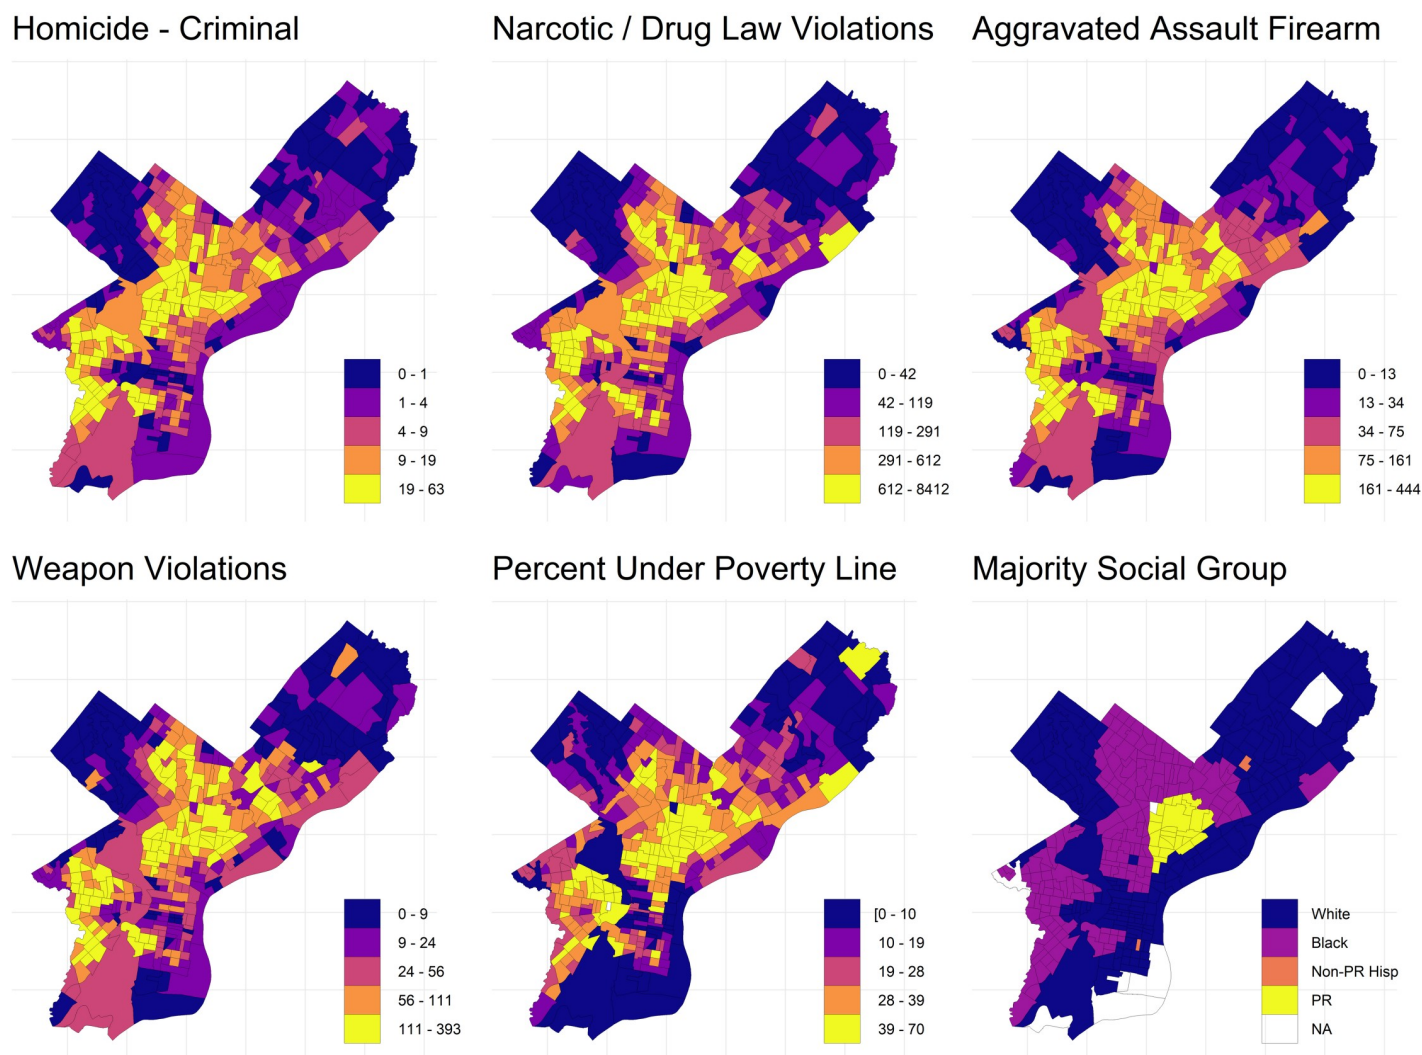 Homicide - Criminal
Narcotic / Drug Law Violations
Aggravated Assault Firearm
0 - 1
1 - 4
4 - 9
9 - 19
19 - 63
0 - 42
42 - 119
119 - 291
291 - 612
612 - 8412
0 - 13
13 - 34
34 - 75
75 - 161
161 - 444
Weapon Violations
Percent Under Poverty Line
Majority Social Group
0 - 9
9 - 24
24 - 56
56 - 111
111 - 393
[0 - 10
10 - 19
19 - 28
28 - 39
39 - 70
White
Black
Non-PR Hisp
PR
NA